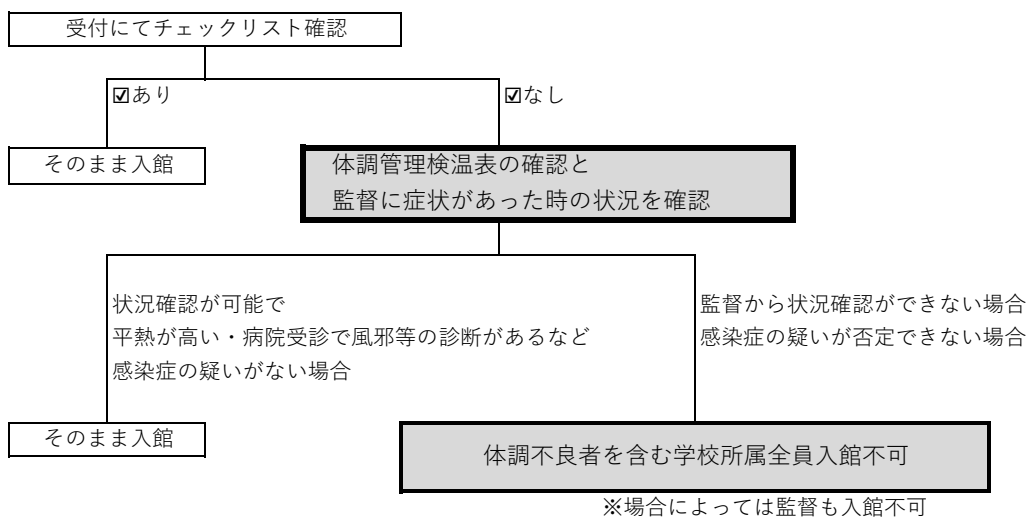 受付にてチェックリスト確認
☑あり
☑なし
そのまま入館
体調管理検温表の確認と
監督に症状があった時の状況を確認
状況確認が可能で
平熱が高い・病院受診で風邪等の診断があるなど
感染症の疑いがない場合
監督から状況確認ができない場合
感染症の疑いが否定できない場合
そのまま入館
体調不良者を含む学校所属全員入館不可
※場合によっては監督も入館不可